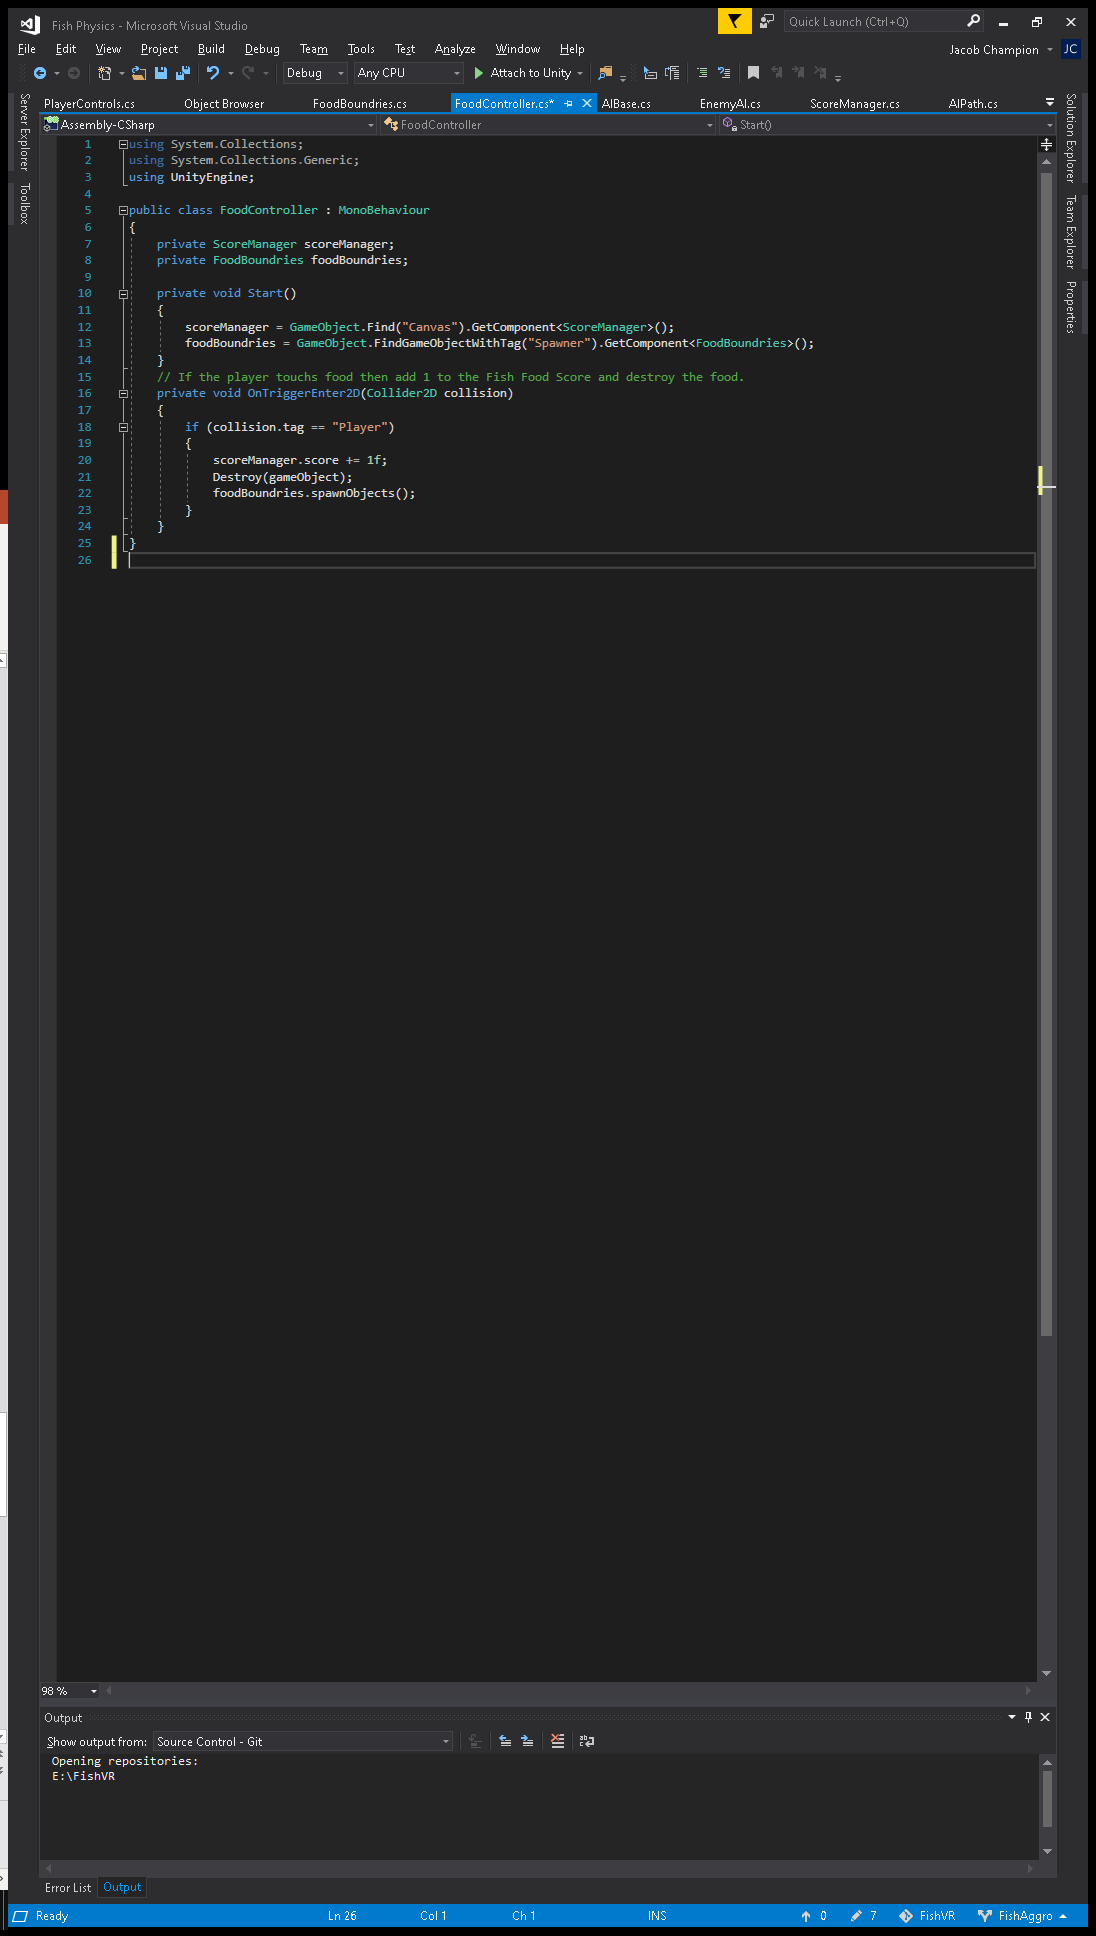 Fish Physics - Microsoft Visual Studio
Quick Launch (Ctrl+Q)
File Edit View Project Build Debug Team Tools Test Analyze Window Help
Jacob Champion JC
Debug Any CPU Attach to Unity
PlayerControls.cs Object Browser FoodBoundries.cs FoodController.cs* AIBase.cs EnemyAI.cs ScoreManager.cs AIPath.cs
Assembly-CSharp FoodController Start()
Server Explorer
Toolbox
Solution Explorer
Team Explorer
Properties
1 using System.Collections;
2 using System.Collections.Generic;
3 using UnityEngine;
4
5 public class FoodController : MonoBehaviour
6 {
7 private ScoreManager scoreManager;
8 private FoodBoundries foodBoundries;
9
10 private void Start()
11 {
12 scoreManager = GameObject.Find("Canvas").GetComponent<ScoreManager>();
13 foodBoundries = GameObject.FindGameObjectWithTag("Spawner").GetComponent<FoodBoundries>();
14 }
15 // If the player touchs food then add 1 to the Fish Food Score and destroy the food.
16 private void OnTriggerEnter2D(Collider2D collision)
17 {
18 if (collision.tag == "Player")
19 {
20 scoreManager.score += 1f;
21 Destroy(gameObject);
22 foodBoundries.spawnObjects();
23 }
24 }
25 }
26
98 %
Output
Show output from: Source Control - Git
Opening repositories:
E:\FishVR
Error List Output
Ready Ln 26 Col 1 Ch 1 INS 0 7 FishVR FishAggro